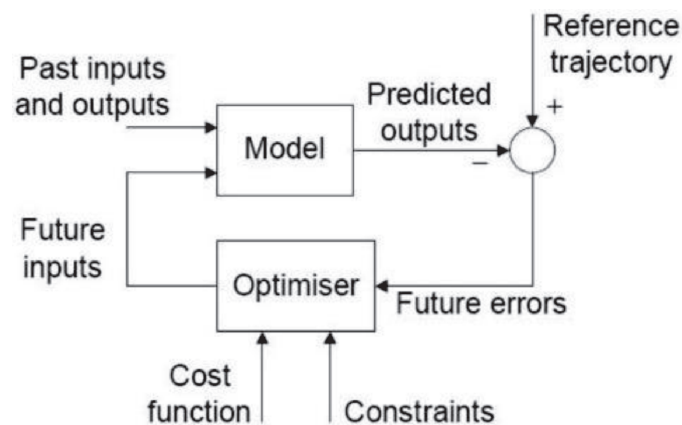 Reference
trajectory
Past inputs
and outputs
Predicted
outputs
+
Model
−
Future
inputs
Optimiser
Future errors
Cost
function
Constraints